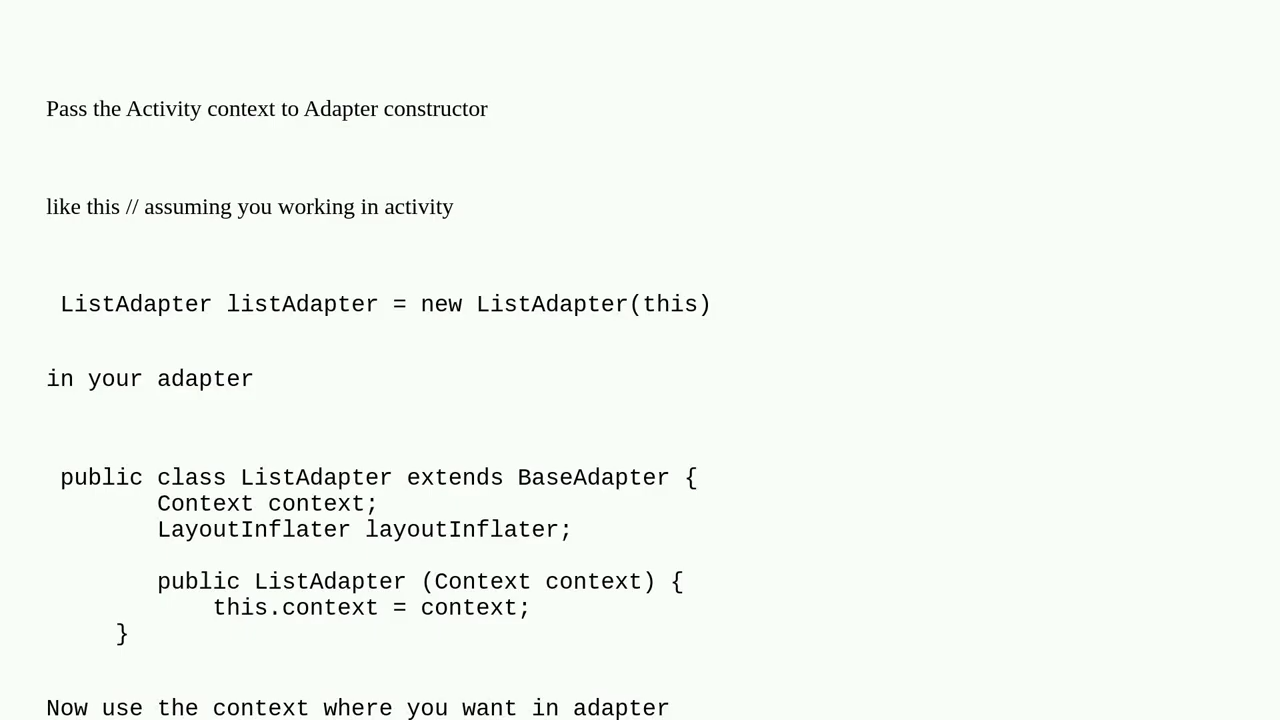 Pass the Activity context to Adapter constructor
like this // assuming you working in activity
ListAdapter listAdapter = new ListAdapter(this)
in your adapter
public class ListAdapter extends BaseAdapter {
Context context;
LayoutInflater layoutInflater;
public ListAdapter (Context context) {
this.context = context;
}
Now use the context where you want in adapter